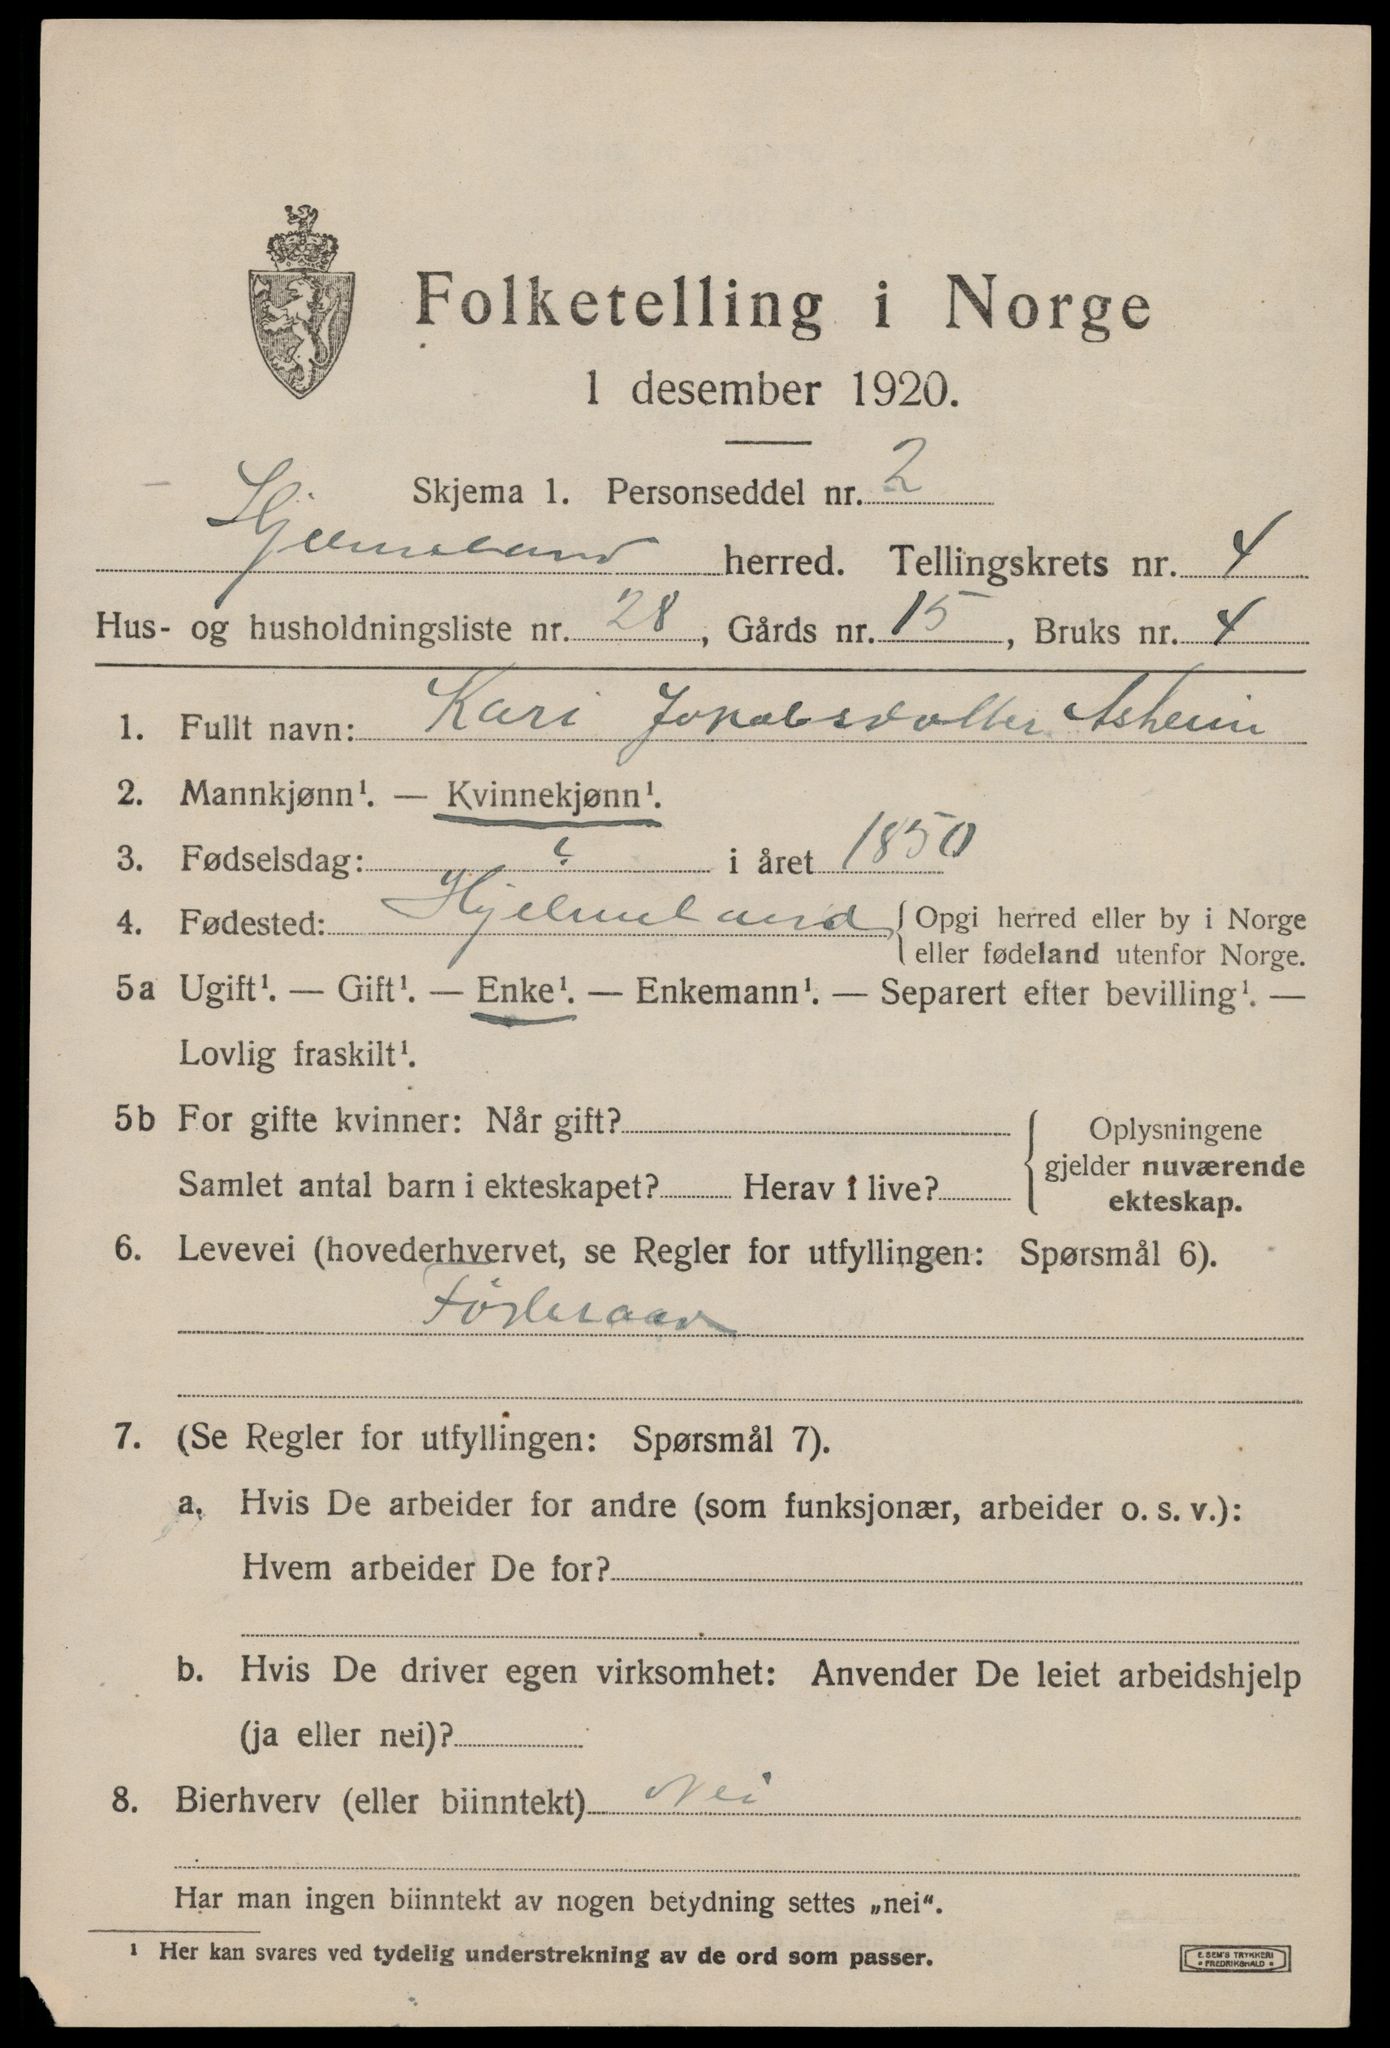 Folketelling i Norge
1 desember 1920.
Skjema 1. Personseddel nr. 2
Hjelmeland herred. Tellingskrets nr. 4
Hus- og husholdningsliste nr. 28, Gårds nr. 15, Bruks nr. 4
1. Fullt navn: Kari Jonalsdotter Askeim
2. Mannkjønn¹. — Kvinnekjønn¹.
3. Fødselsdag: ? i året 1850
4. Fødested: Hjelmeland { Opgi herred eller by i Norge
eller fødeland utenfor Norge.
5a Ugift¹. — Gift¹. — Enke¹. — Enkemann¹. — Separert efter bevilling¹. —
Lovlig fraskilt¹.
5b For gifte kvinner: Når gift?
Samlet antal barn i ekteskapet? Herav i live?
Oplysningene
gjelder nuværende
ekteskap.
6. Levevei (hovederhvervet, se Regler for utfyllingen: Spørsmål 6).
Föderaad
7. (Se Regler for utfyllingen: Spørsmål 7).
a. Hvis De arbeider for andre (som funksjonær, arbeider o. s. v.):
Hvem arbeider De for?
b. Hvis De driver egen virksomhet: Anvender De leiet arbeidshjelp
(ja eller nei)?
8. Bierhverv (eller biinntekt) Nei
Har man ingen biinntekt av nogen betydning settes „nei“.
¹ Her kan svares ved tydelig understrekning av de ord som passer.
E. SEM'S TRYKKERI
• FREDRIKSHALD •